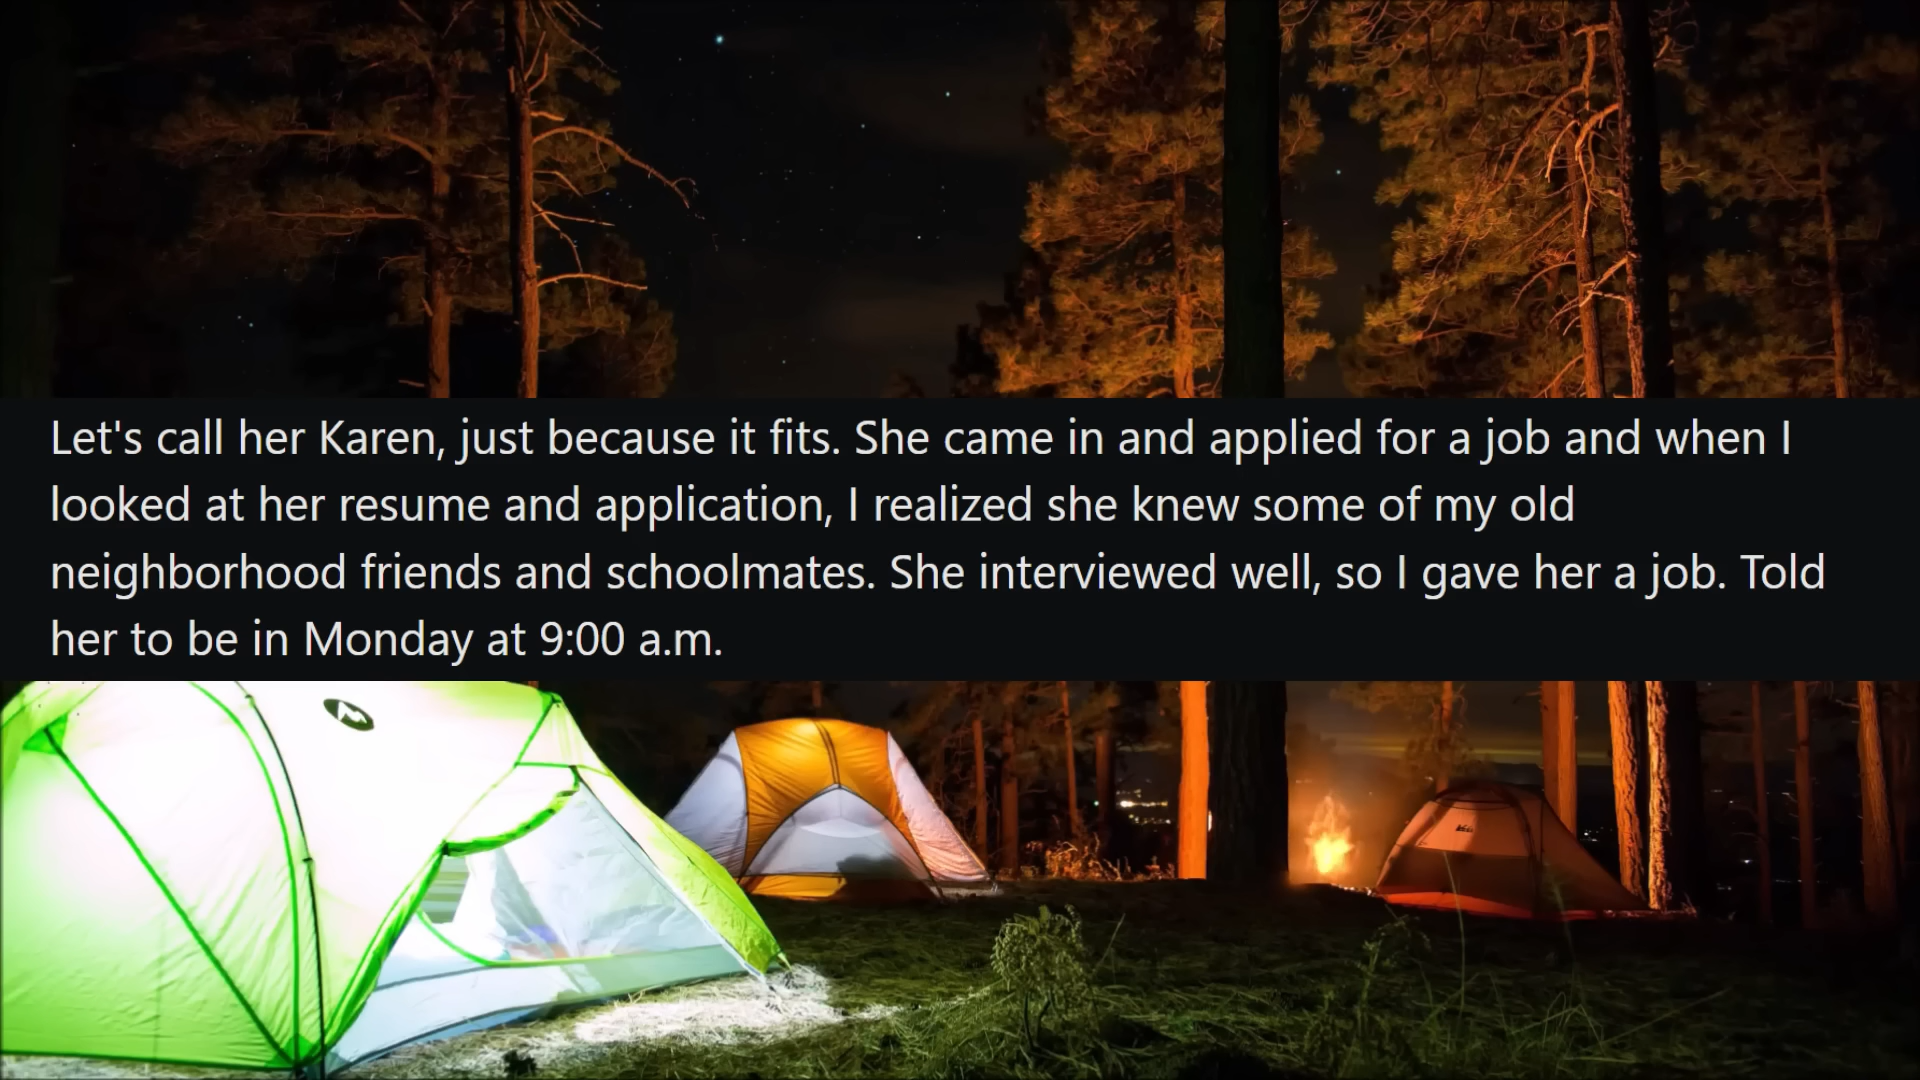 Let's call her Karen, just because it fits. She came in and applied for a job and when I
looked at her resume and application, I realized she knew some of my old
neighborhood friends and schoolmates. She interviewed well, so I gave her a job. Told
her to be in Monday at 9:00 a.m.